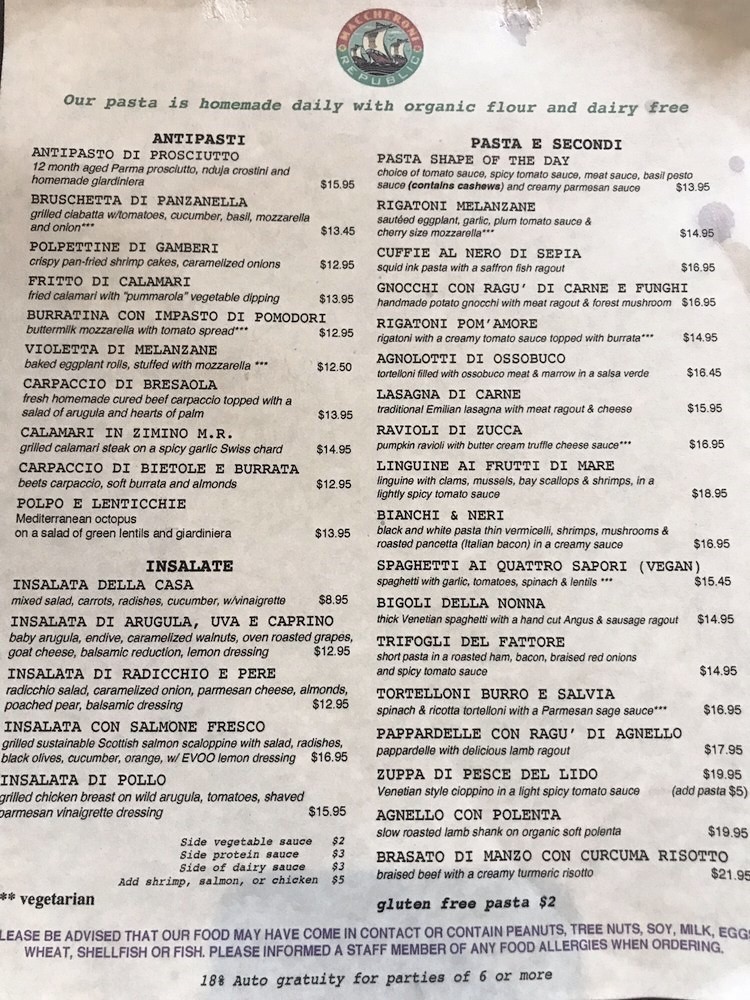 MACCHERONI
REPUBLIC
Our pasta is homemade daily with organic flour and dairy free
ANTIPASTI
ANTIPASTO DI PROSCIUTTO
12 month aged Parma prosciutto, nduja crostini and
homemade giardiniera $15.95
BRUSCHETTA DI PANZANELLA
grilled ciabatta w/tomatoes, cucumber, basil, mozzarella
and onion*** $13.45
POLPETTINE DI GAMBERI
crispy pan-fried shrimp cakes, caramelized onions $12.95
FRITTO DI CALAMARI
fried calamari with "pummarola" vegetable dipping $13.95
BURRATINA CON IMPASTO DI POMODORI
buttermilk mozzarella with tomato spread*** $12.95
VIOLETTA DI MELANZANE
baked eggplant rolls, stuffed with mozzarella *** $12.50
CARPACCIO DI BRESAOLA
fresh homemade cured beef carpaccio topped with a
salad of arugula and hearts of palm $13.95
CALAMARI IN ZIMINO M.R.
grilled calamari steak on a spicy garlic Swiss chard $14.95
CARPACCIO DI BIETOLE E BURRATA
beets carpaccio, soft burrata and almonds $12.95
POLPO E LENTICCHIE
Mediterranean octopus
on a salad of green lentils and giardiniera $13.95
INSALATE
INSALATA DELLA CASA
mixed salad, carrots, radishes, cucumber, w/vinaigrette $8.95
INSALATA DI ARUGULA, UVA E CAPRINO
baby arugula, endive, caramelized walnuts, oven roasted grapes,
goat cheese, balsamic reduction, lemon dressing $12.95
INSALATA DI RADICCHIO E PERE
radicchio salad, caramelized onion, parmesan cheese, almonds,
poached pear, balsamic dressing $12.95
INSALATA CON SALMONE FRESCO
grilled sustainable Scottish salmon scaloppine with salad, radishes,
black olives, cucumber, orange, w/ EVOO lemon dressing $16.95
INSALATA DI POLLO
grilled chicken breast on wild arugula, tomatoes, shaved
parmesan vinaigrette dressing $15.95
Side vegetable sauce $2
Side protein sauce $3
Side of dairy sauce $3
Add shrimp, salmon, or chicken $5
** vegetarian
PASTA E SECONDI
PASTA SHAPE OF THE DAY
choice of tomato sauce, spicy tomato sauce, meat sauce, basil pesto
sauce (contains cashews) and creamy parmesan sauce $13.95
RIGATONI MELANZANE
sautéed eggplant, garlic, plum tomato sauce &
cherry size mozzarella*** $14.95
CUFFIE AL NERO DI SEPIA
squid ink pasta with a saffron fish ragout $16.95
GNOCCHI CON RAGU' DI CARNE E FUNGHI
handmade potato gnocchi with meat ragout & forest mushroom $16.95
RIGATONI POM'AMORE
rigatoni with a creamy tomato sauce topped with burrata*** $14.95
AGNOLOTTI DI OSSOBUCO
tortelloni filled with ossobuco meat & marrow in a salsa verde $16.45
LASAGNA DI CARNE
traditional Emilian lasagna with meat ragout & cheese $15.95
RAVIOLI DI ZUCCA
pumpkin ravioli with butter cream truffle cheese sauce*** $16.95
LINGUINE AI FRUTTI DI MARE
linguine with clams, mussels, bay scallops & shrimps, in a
lightly spicy tomato sauce $18.95
BIANCHI & NERI
black and white pasta thin vermicelli, shrimps, mushrooms &
roasted pancetta (Italian bacon) in a creamy sauce $16.95
SPAGHETTI AI QUATTRO SAPORI (VEGAN)
spaghetti with garlic, tomatoes, spinach & lentils *** $15.45
BIGOLI DELLA NONNA
thick Venetian spaghetti with a hand cut Angus & sausage ragout $14.95
TRIFOGLI DEL FATTORE
short pasta in a roasted ham, bacon, braised red onions
and spicy tomato sauce $14.95
TORTELLONI BURRO E SALVIA
spinach & ricotta tortelloni with a Parmesan sage sauce*** $16.95
PAPPARDELLE CON RAGU' DI AGNELLO
pappardelle with delicious lamb ragout $17.95
ZUPPA DI PESCE DEL LIDO $19.95
Venetian style cioppino in a light spicy tomato sauce (add pasta $5)
AGNELLO CON POLENTA
slow roasted lamb shank on organic soft polenta $19.95
BRASATO DI MANZO CON CURCUMA RISOTTO
braised beef with a creamy turmeric risotto $21.95
gluten free pasta $2
LEASE BE ADVISED THAT OUR FOOD MAY HAVE COME IN CONTACT OR CONTAIN PEANUTS, TREE NUTS, SOY, MILK, EGGS
WHEAT, SHELLFISH OR FISH. PLEASE INFORMED A STAFF MEMBER OF ANY FOOD ALLERGIES WHEN ORDERING.
18% Auto gratuity for parties of 6 or more